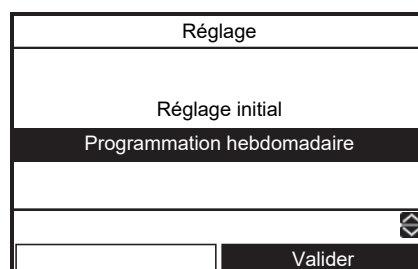 Réglage
Réglage initial
Programmation hebdomadaire
Valider